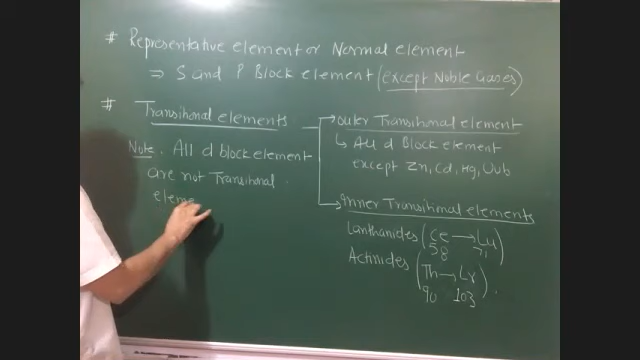 # Representative element or Normal element
⇒ S and P Block element (except Noble Gases)
# Transitional elements
Note. All d block element
are not Transitional
eleme
→ outer Transitional element
↳ All d Block element
except Zn, Cd, Hg, Uub
→ Inner Transitional elements
Lanthanides (Ce → Lu)
58 71
Actinides (Th → Lr).
90 103